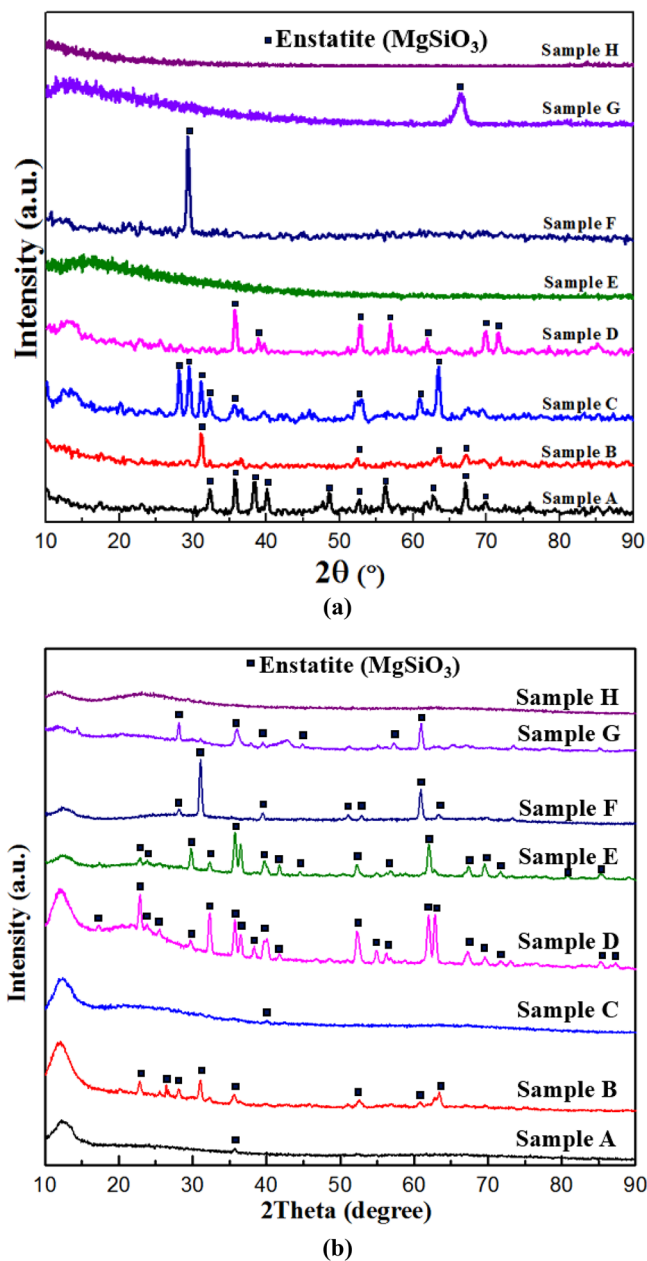 Enstatite (MgSiO₃)
Sample H
Sample G
Sample F
Sample E
Sample D
Sample C
Sample B
Sample A
Intensity (a.u.)
10 20 30 40 50 60 70 80 90
2θ (°)
(a)
Enstatite (MgSiO₃)
Sample H
Sample G
Sample F
Sample E
Sample D
Sample C
Sample B
Sample A
Intensity (a.u.)
10 20 30 40 50 60 70 80 90
2Theta (degree)
(b)